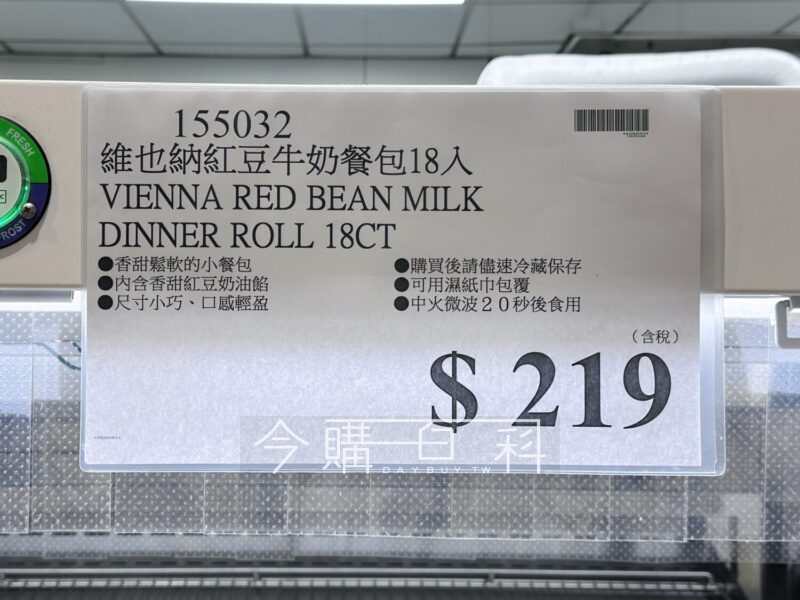 155032
*155032*
維也納紅豆牛奶餐包18入
VIENNA RED BEAN MILK
DINNER ROLL 18CT
●香甜鬆軟的小餐包
●內含香甜紅豆奶油餡
●尺寸小巧、口感輕盈
●購買後請儘速冷藏保存
●可用濕紙巾包覆
●中火微波２０秒後食用
（含稅）
$ 219
今購百科
DAYBUY.TW
FRESH